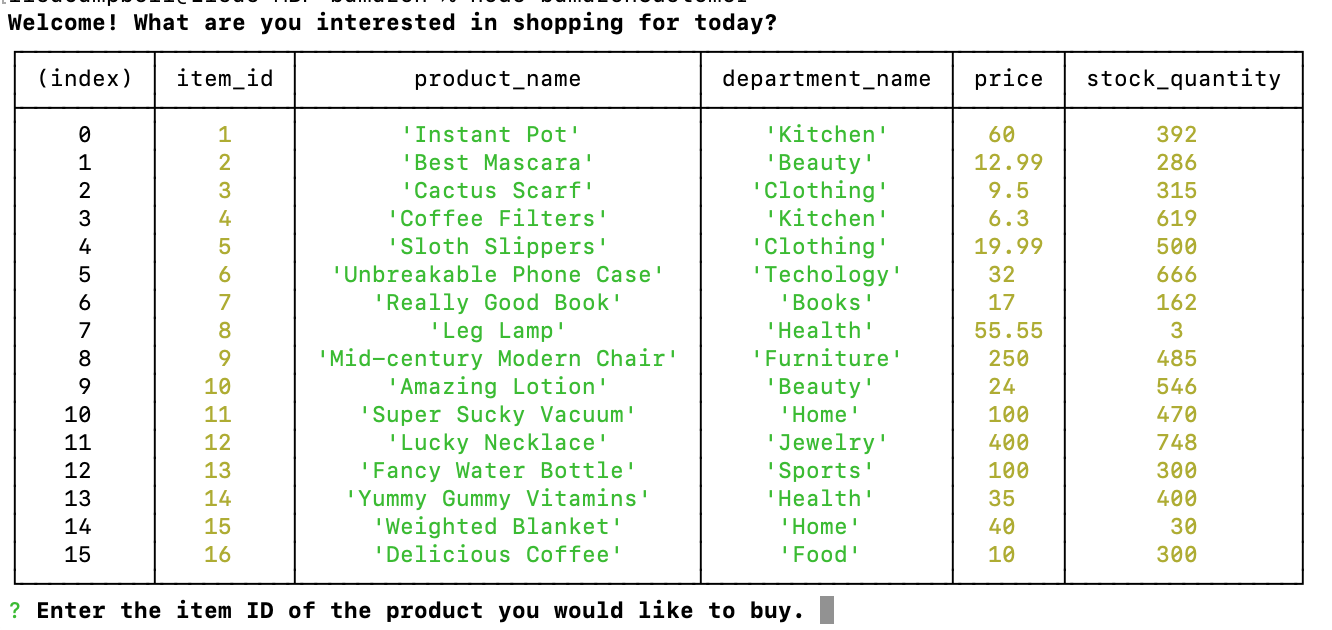 Welcome! What are you interested in shopping for today?
(index) item_id product_name department_name price stock_quantity
0 1 'Instant Pot' 'Kitchen' 60 392
1 2 'Best Mascara' 'Beauty' 12.99 286
2 3 'Cactus Scarf' 'Clothing' 9.5 315
3 4 'Coffee Filters' 'Kitchen' 6.3 619
4 5 'Sloth Slippers' 'Clothing' 19.99 500
5 6 'Unbreakable Phone Case' 'Techology' 32 666
6 7 'Really Good Book' 'Books' 17 162
7 8 'Leg Lamp' 'Health' 55.55 3
8 9 'Mid-century Modern Chair' 'Furniture' 250 485
9 10 'Amazing Lotion' 'Beauty' 24 546
10 11 'Super Sucky Vacuum' 'Home' 100 470
11 12 'Lucky Necklace' 'Jewelry' 400 748
12 13 'Fancy Water Bottle' 'Sports' 100 300
13 14 'Yummy Gummy Vitamins' 'Health' 35 400
14 15 'Weighted Blanket' 'Home' 40 30
15 16 'Delicious Coffee' 'Food' 10 300
? Enter the item ID of the product you would like to buy.